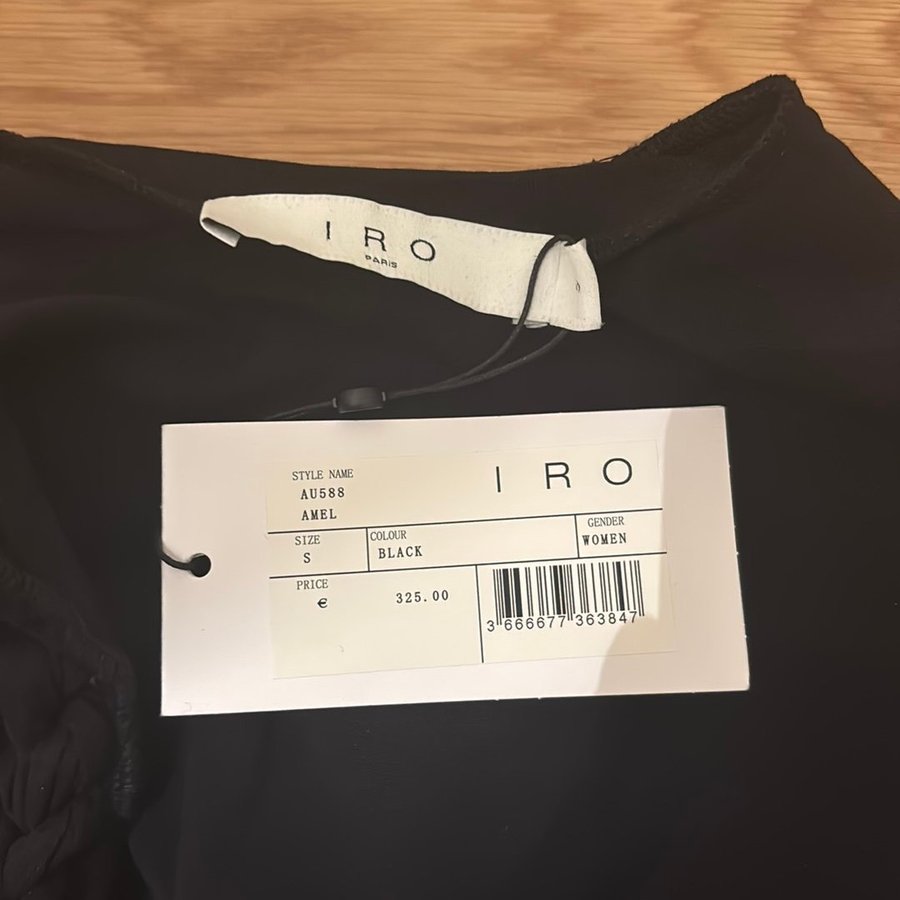 IRO
PARIS
STYLE NAME
AU588
AMEL
IRO
SIZE
S
COLOUR
BLACK
GENDER
WOMEN
PRICE
€ 325.00
3 666677 363847